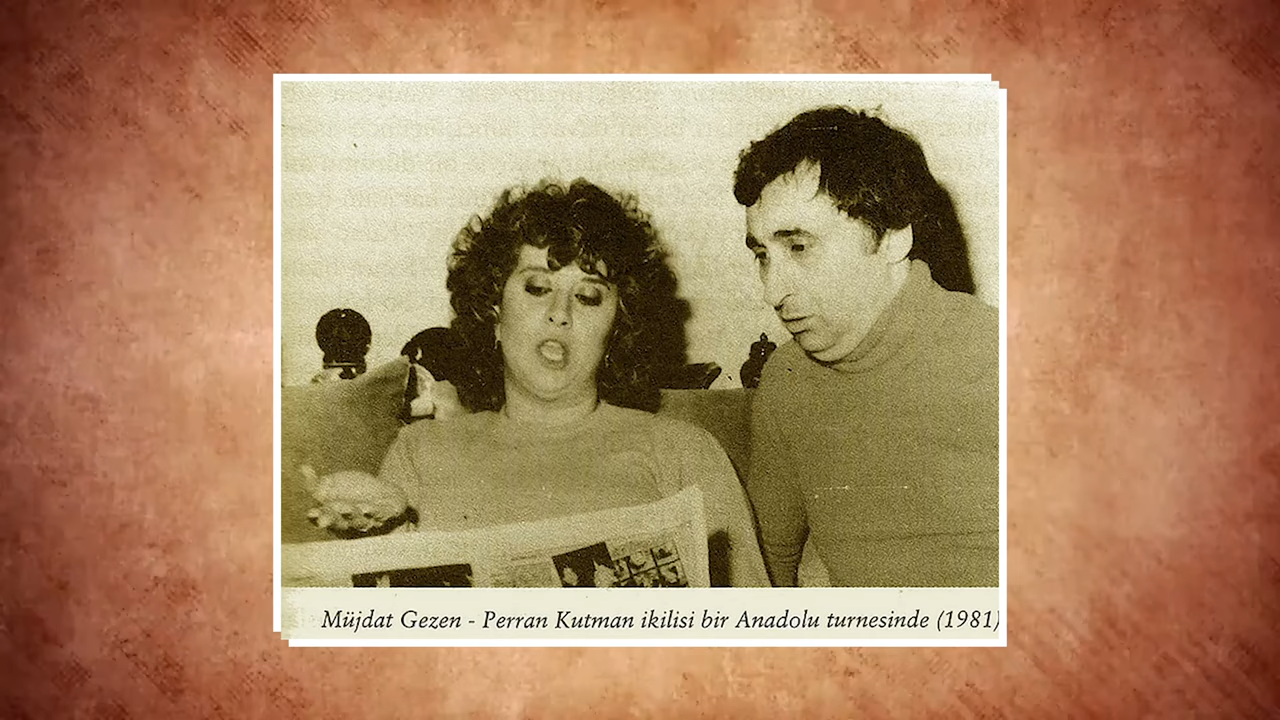 Müjdat Gezen - Perran Kutman ikilisi bir Anadolu turnesinde (1981)